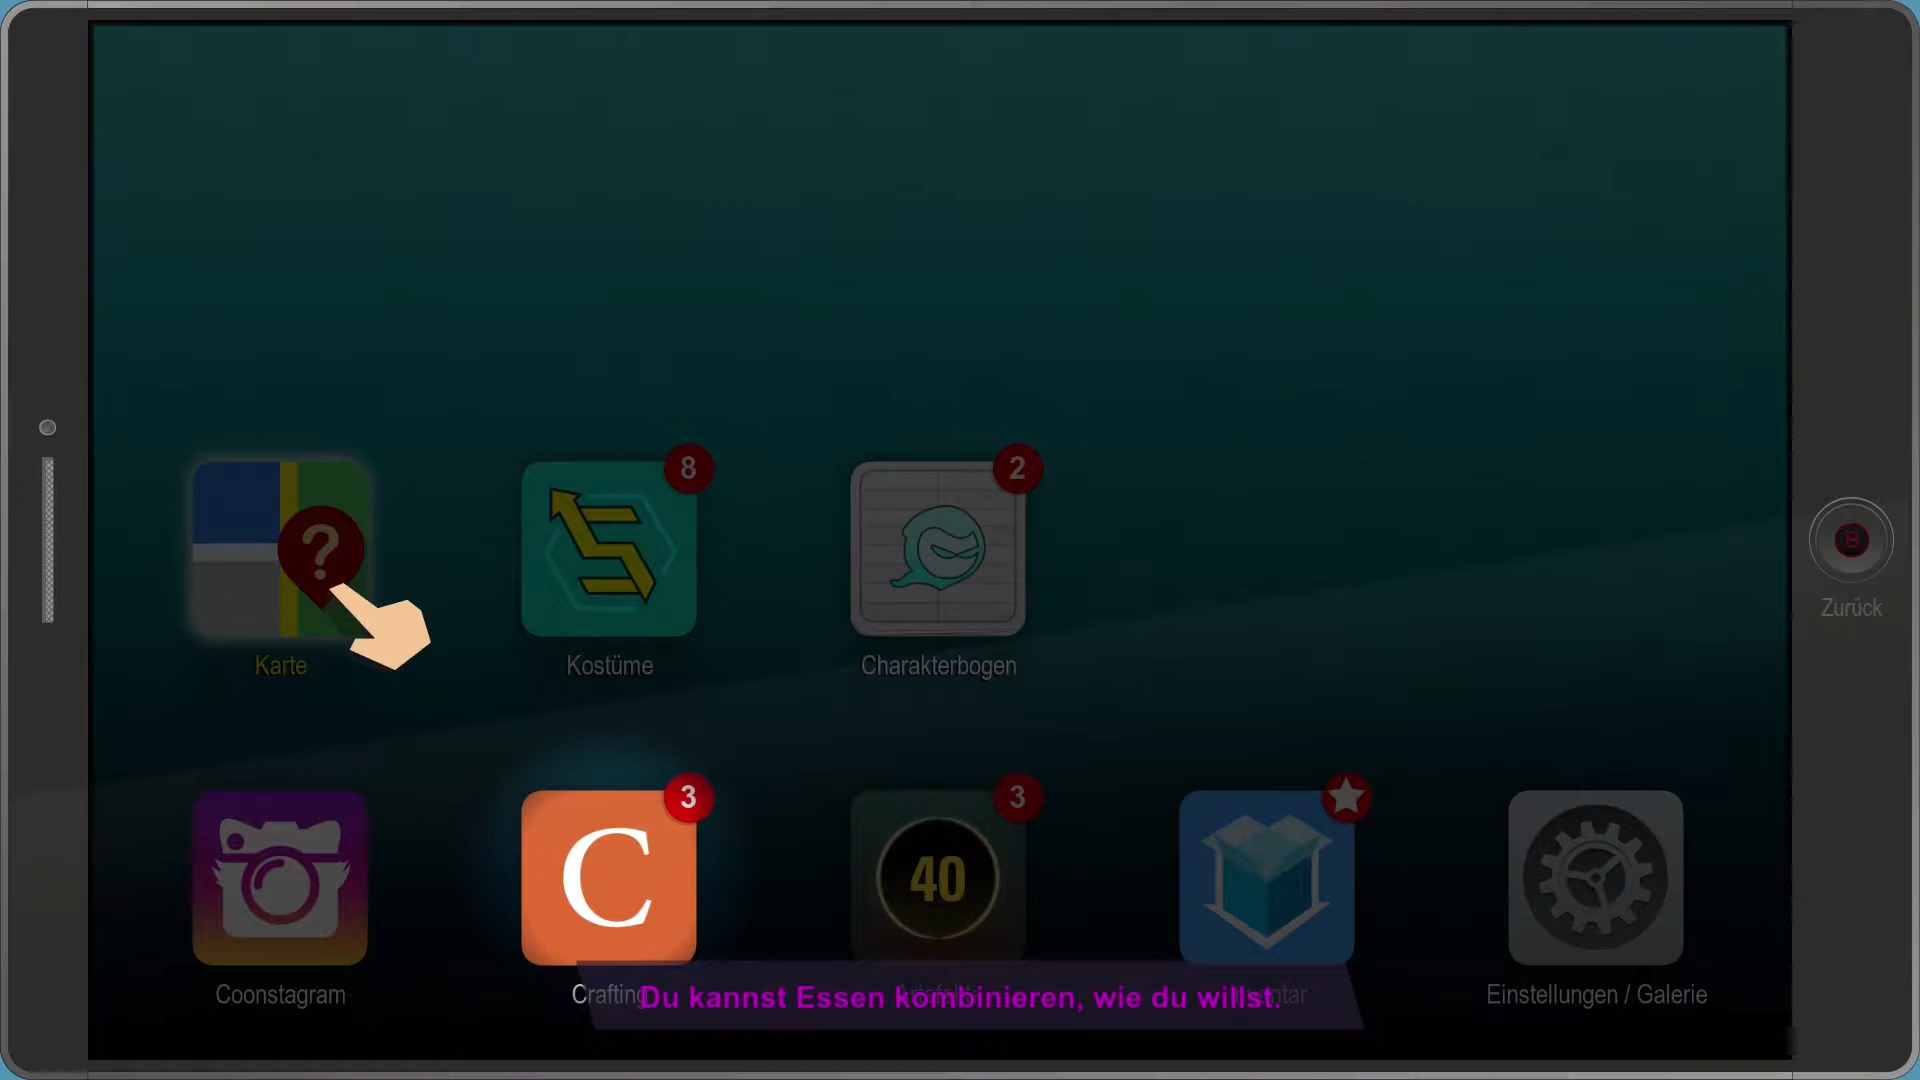 8
2
?
Karte
Kostüme
Charakterbogen
B
Zurück
3
3
C
40
Coonstagram
Crafting
Du kannst Essen kombinieren, wie du willst.
Einstellungen / Galerie